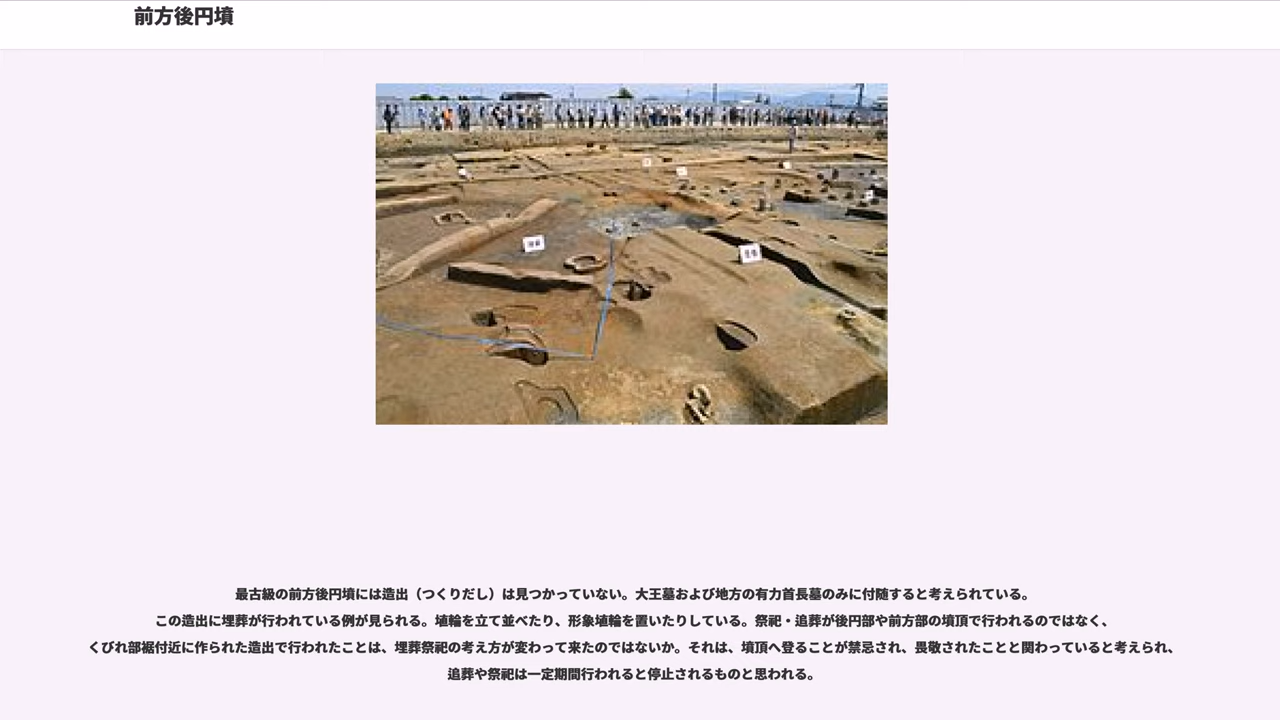 前方後円墳
最古級の前方後円墳には造出（つくりだし）は見つかっていない。大王墓および地方の有力首長墓のみに付随すると考えられている。
この造出に埋葬が行われている例が見られる。埴輪を立て並べたり、形象埴輪を置いたりしている。祭祀・追葬が後円部や前方部の墳頂で行われるのではなく、
くびれ部裾付近に作られた造出で行われたことは、埋葬祭祀の考え方が変わって来たのではないか。それは、墳頂へ登ることが禁忌され、畏敬されたことと関わっていると考えられ、
追葬や祭祀は一定期間行われると停止されるものと思われる。